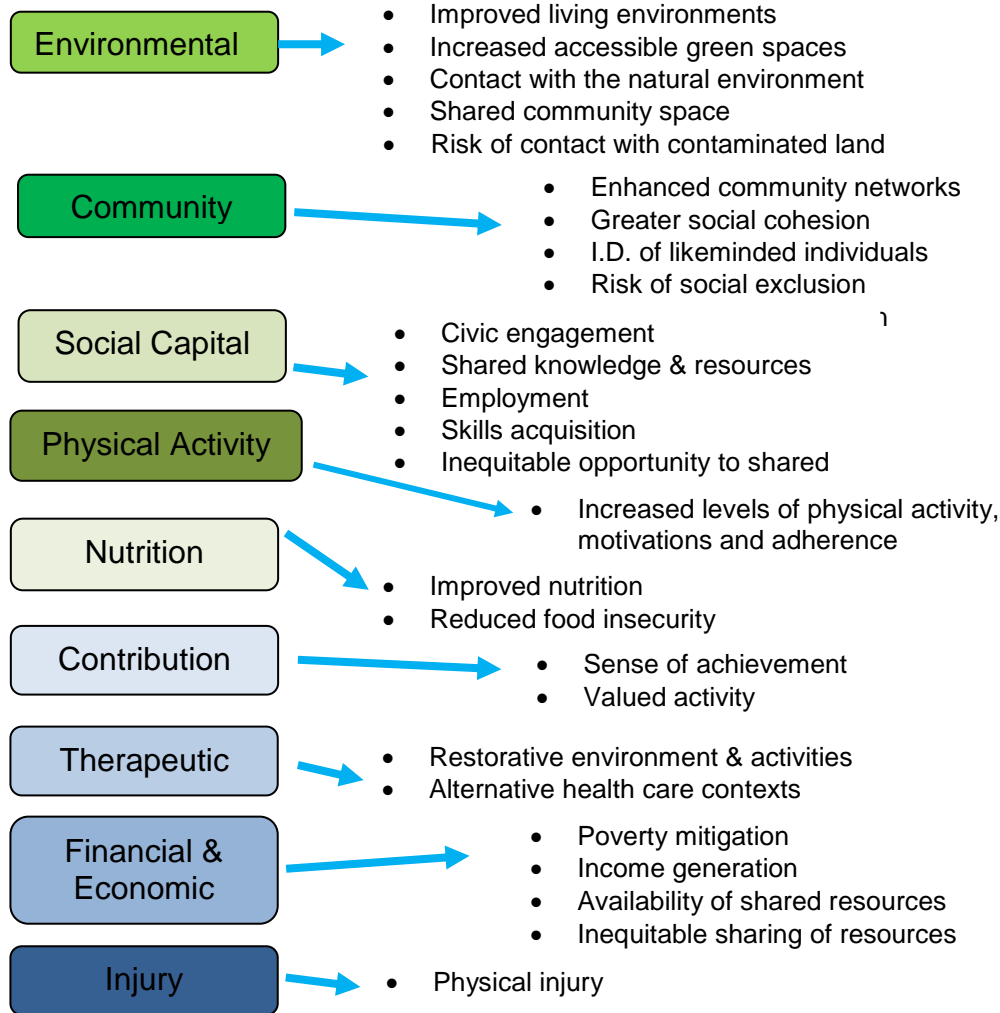 Environmental
• Improved living environments
• Increased accessible green spaces
• Contact with the natural environment
• Shared community space
• Risk of contact with contaminated land
Community
• Enhanced community networks
• Greater social cohesion
• I.D. of likeminded individuals
• Risk of social exclusion
Social Capital
• Civic engagement
• Shared knowledge & resources
• Employment
• Skills acquisition
• Inequitable opportunity to shared
Physical Activity
• Increased levels of physical activity,
motivations and adherence
Nutrition
• Improved nutrition
• Reduced food insecurity
Contribution
• Sense of achievement
• Valued activity
Therapeutic
• Restorative environment & activities
• Alternative health care contexts
Financial &
Economic
• Poverty mitigation
• Income generation
• Availability of shared resources
• Inequitable sharing of resources
Injury
• Physical injury